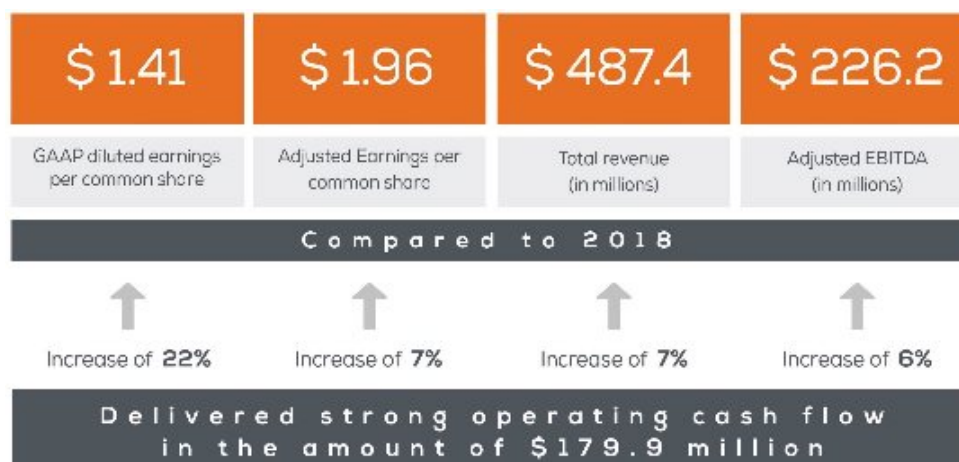 $ 1.41
$ 1.96
$ 487.4
$ 226.2
GAAP diluted earnings
per common share
Adjusted Earnings per
common share
Total revenue
(in millions)
Adjusted EBITDA
(in millions)
Compared to 2018
Increase of 22%
Increase of 7%
Increase of 7%
Increase of 6%
Delivered strong operating cash flow
in the amount of $179.9 million